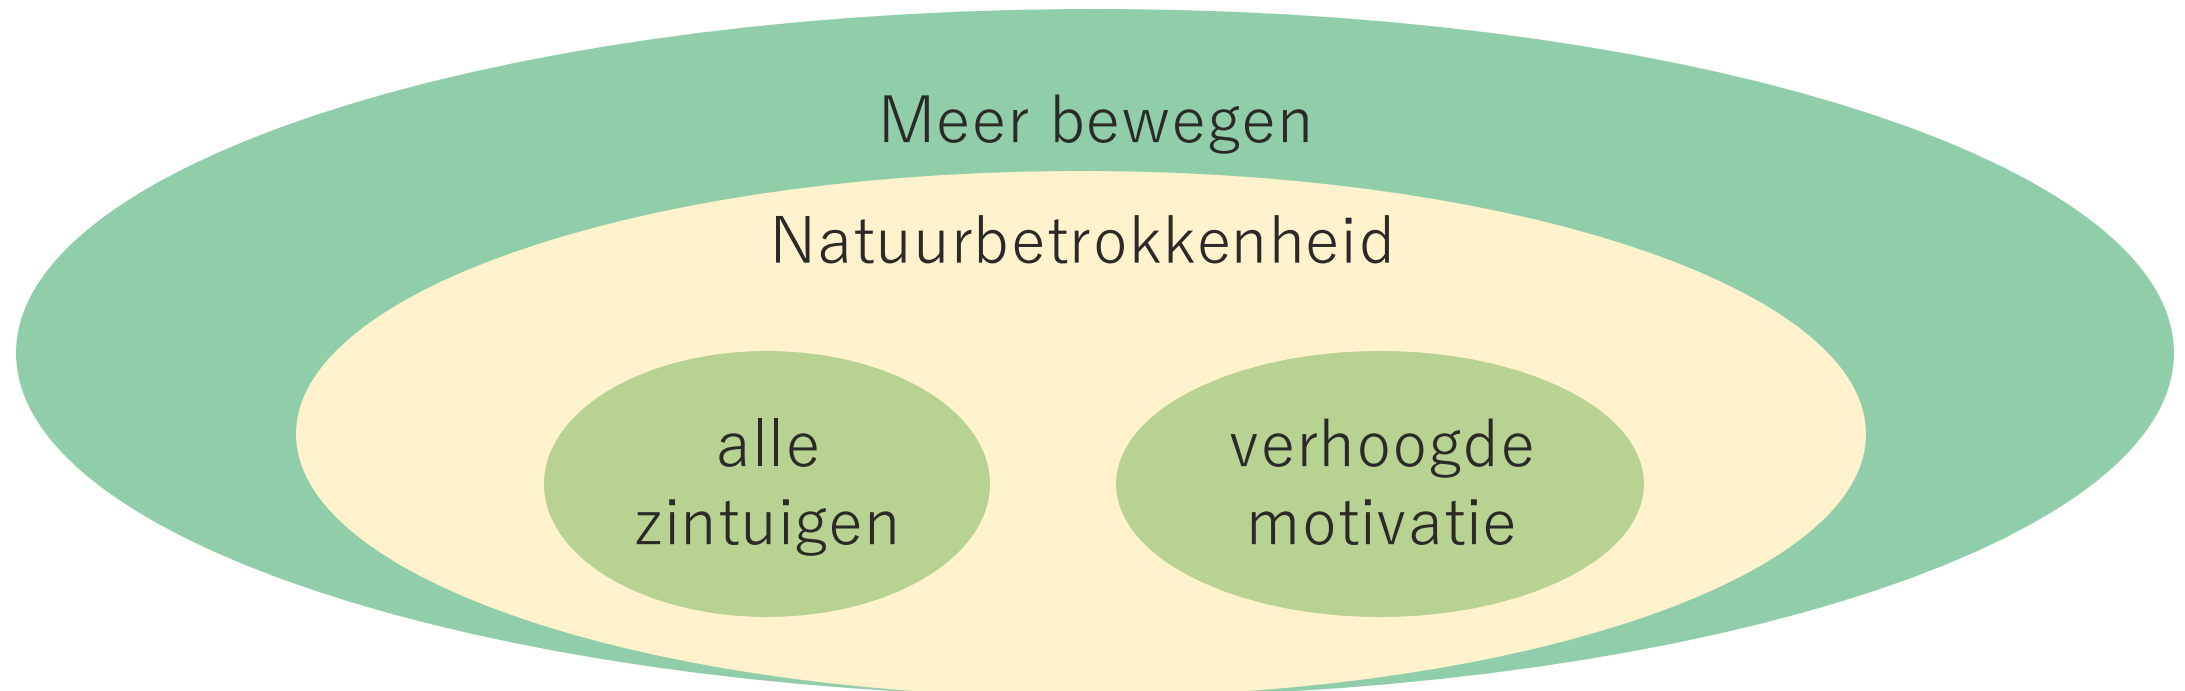 Meer bewegen
Natuurbetrokkenheid
alle
zintuigen
verhoogde
motivatie